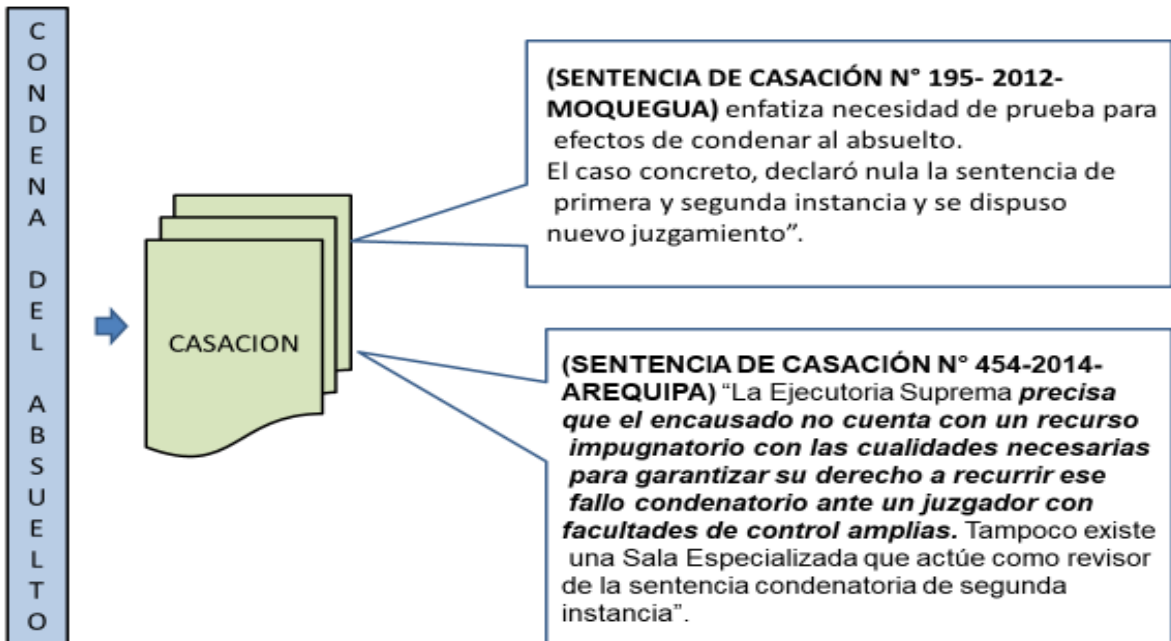 CONDENA DEL ABSUELTO
CASACION
(SENTENCIA DE CASACIÓN N° 195- 2012-
MOQUEGUA) enfatiza necesidad de prueba para
efectos de condenar al absuelto.
El caso concreto, declaró nula la sentencia de
primera y segunda instancia y se dispuso
nuevo juzgamiento”.
(SENTENCIA DE CASACIÓN N° 454-2014-
AREQUIPA) “La Ejecutoria Suprema precisa
que el encausado no cuenta con un recurso
impugnatorio con las cualidades necesarias
para garantizar su derecho a recurrir ese
fallo condenatorio ante un juzgador con
facultades de control amplias. Tampoco existe
una Sala Especializada que actúe como revisor
de la sentencia condenatoria de segunda
instancia”.